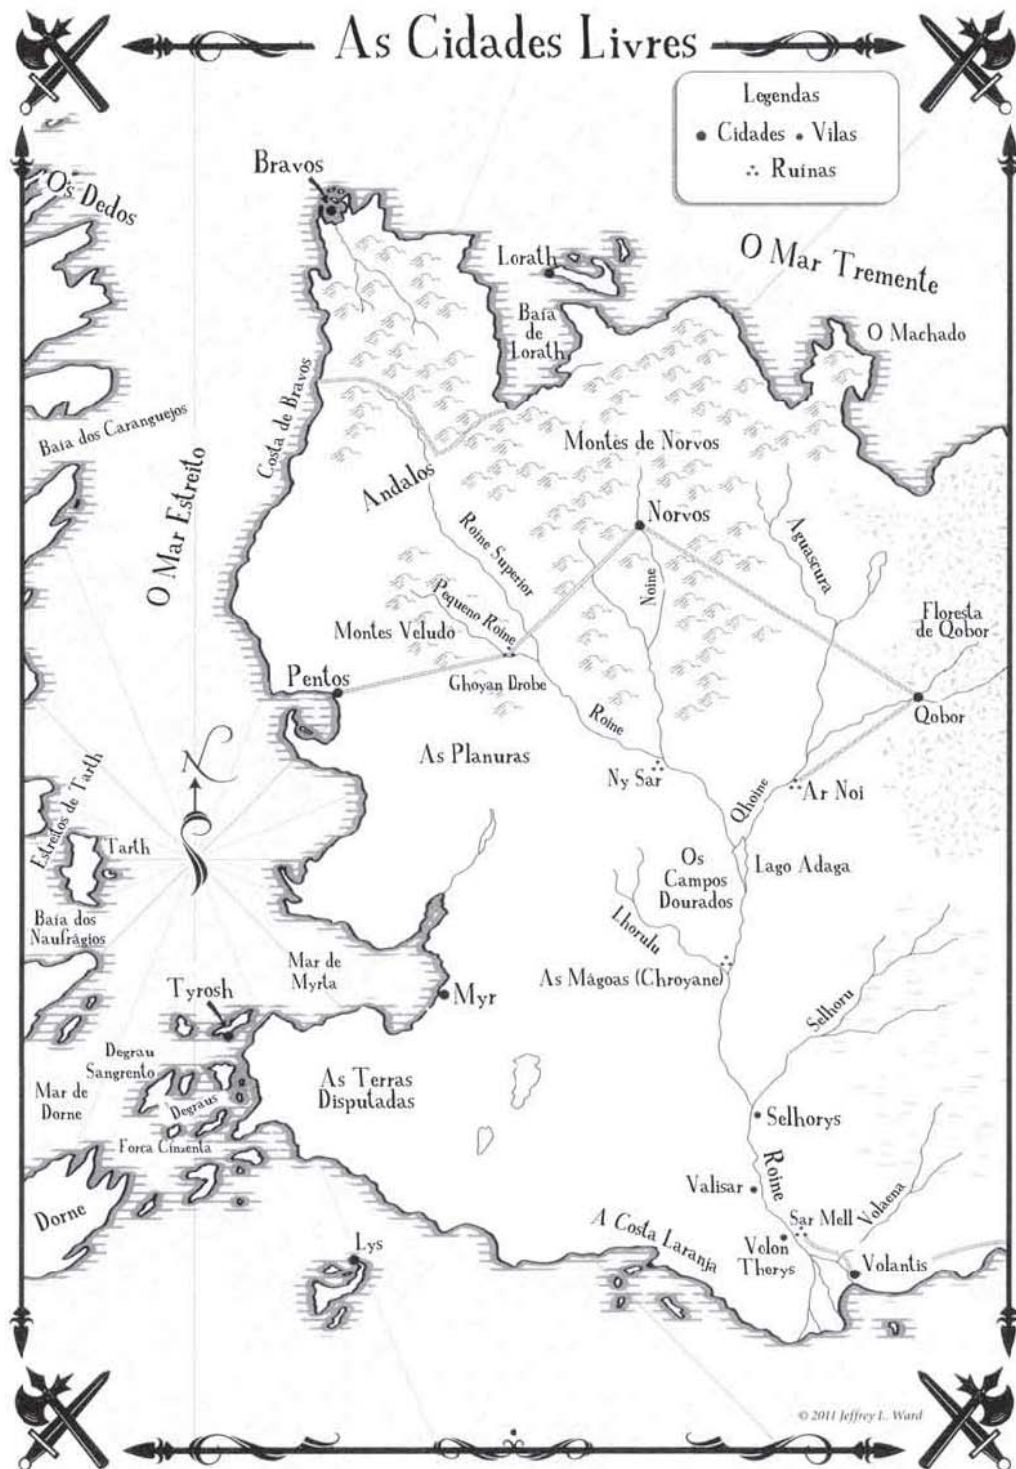 As Cidades Livres
Legendas
Cidades
Vilas
Ruínas
Bravos
Os Dedos
Lorath
O Mar Tremente
Baía
de
Lorath
O Machado
Costa de Bravos
Baía dos Caranguejos
Montes de Norvos
Andalos
O Mar Estreito
Norvos
Aguascura
Roine Superior
Noine
Pequeno Roine
Floresta
de Qobor
Montes Veludo
Pentos
Ghoyan Drobe
Qobor
Roine
As Planuras
N
Ny Sar
Ar Noi
Qhoine
Estreitos de Tarth
Tarth
Os
Campos
Dourados
Lago Adaga
Baía dos
Naufrágios
Lhorulu
Mar de
Myrta
As Mágoas (Chroyane)
Tyrosh
Myr
Selhoru
Degrau
Sangrento
Mar de
Dorne
Degraus
As Terras
Disputadas
Selhorys
Forca Cinzenta
Roine
Valisar
Dorne
Sar Mell
Volaena
A Costa Laranja
Lys
Volon
Therys
Volantis
© 2011 Jeffrey L. Ward